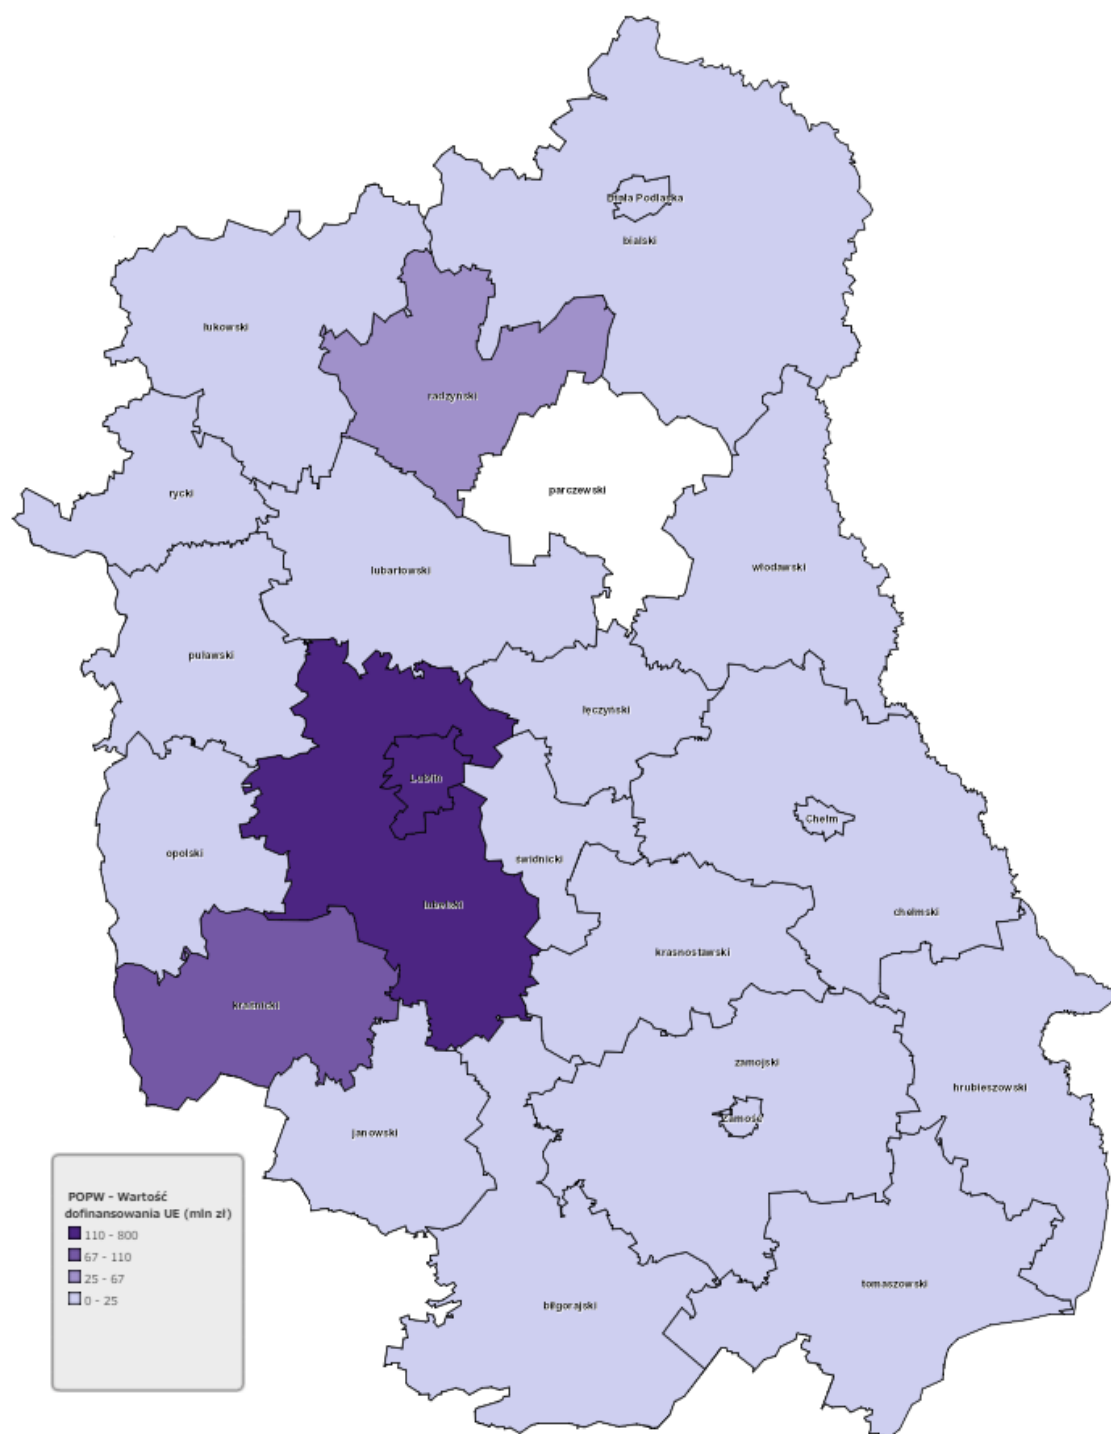 Biała Podlaska
bialski
łukowski
radzyński
rycki
parczewski
lubartowski
włodawski
puławski
łęczyński
Lublin
Chełm
opolski
świdnicki
lubelski
chełmski
krasnostawski
kraśnicki
zamojski
hrubieszowski
Zamość
janowski
tomaszowski
biłgorajski
POPW - Wartość
dofinansowania UE (mln zł)
110 - 800
67 - 110
25 - 67
0 - 25